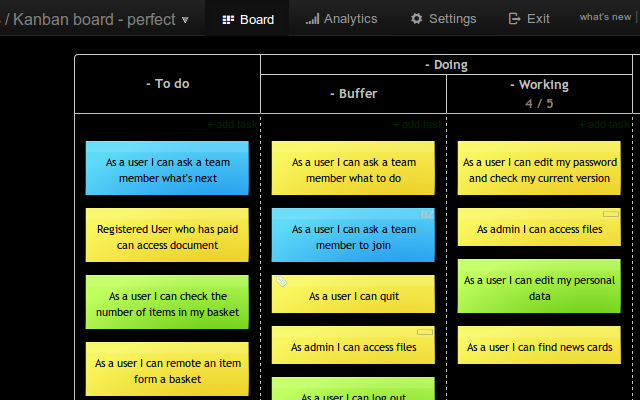 / Kanban board - perfect
Board
Analytics
Settings
Exit
what's new
- To do
- Doing
- Buffer
- Working
4 / 5
+ add task
+ add task
+ add task
As a user I can ask a team
member what's next
Registered User who has paid
can access document
As a user I can check the
number of items in my basket
As a user I can remote an item
form a basket
As a user I can ask a team
member what to do
As a user I can ask a team
member to join
As a user I can quit
As admin I can access files
As a user I can log out
As a user I can edit my password
and check my current version
As admin I can access files
As a user I can edit my personal
data
As a user I can find news cards